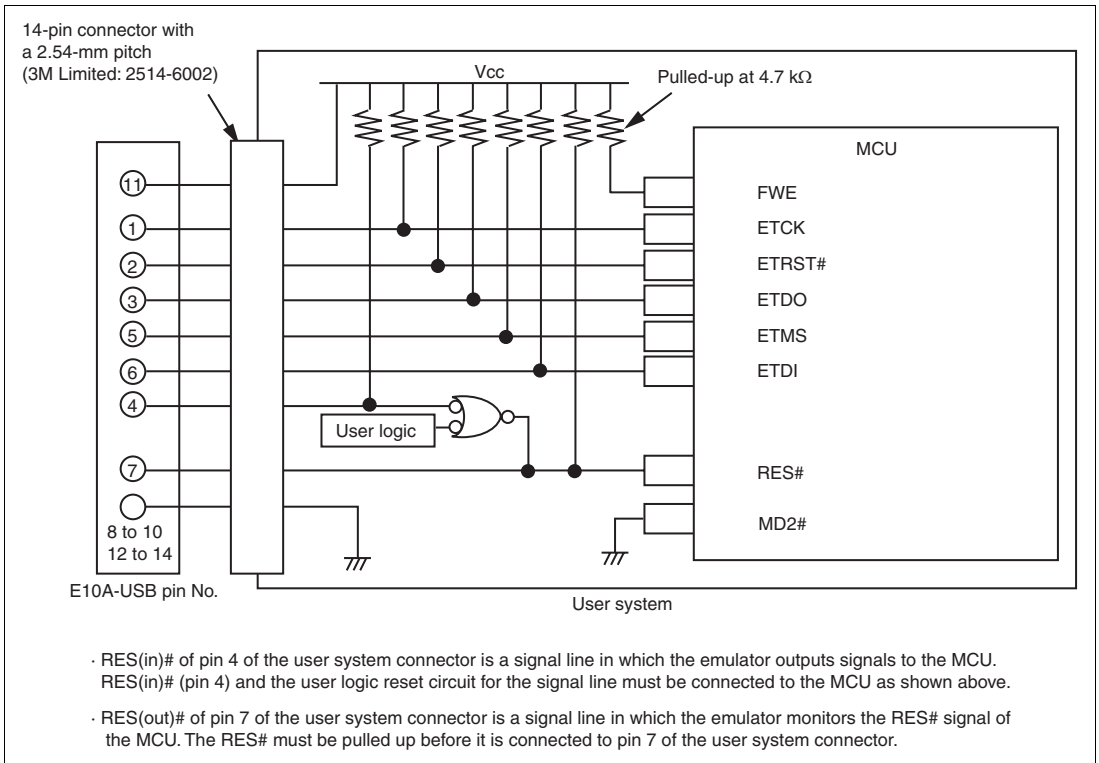 14-pin connector with
a 2.54-mm pitch
(3M Limited: 2514-6002)
Vcc
Pulled-up at 4.7 kΩ
MCU
11
FWE
1
ETCK
2
ETRST#
3
ETDO
5
ETMS
6
ETDI
4
User logic
7
RES#
MD2#
8 to 10
12 to 14
E10A-USB pin No.
User system
· RES(in)# of pin 4 of the user system connector is a signal line in which the emulator outputs signals to the MCU.
RES(in)# (pin 4) and the user logic reset circuit for the signal line must be connected to the MCU as shown above.
· RES(out)# of pin 7 of the user system connector is a signal line in which the emulator monitors the RES# signal of
the MCU. The RES# must be pulled up before it is connected to pin 7 of the user system connector.